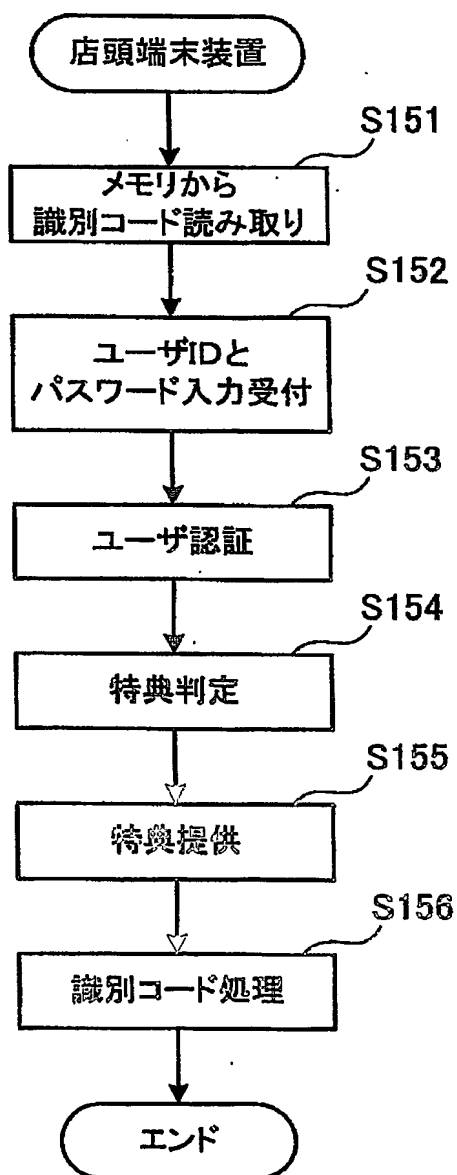 店頭端末装置
S151
メモリから
識別コード読み取り
S152
ユーザIDと
パスワード入力受付
S153
ユーザ認証
S154
特典判定
S155
特典提供
S156
識別コード処理
エンド